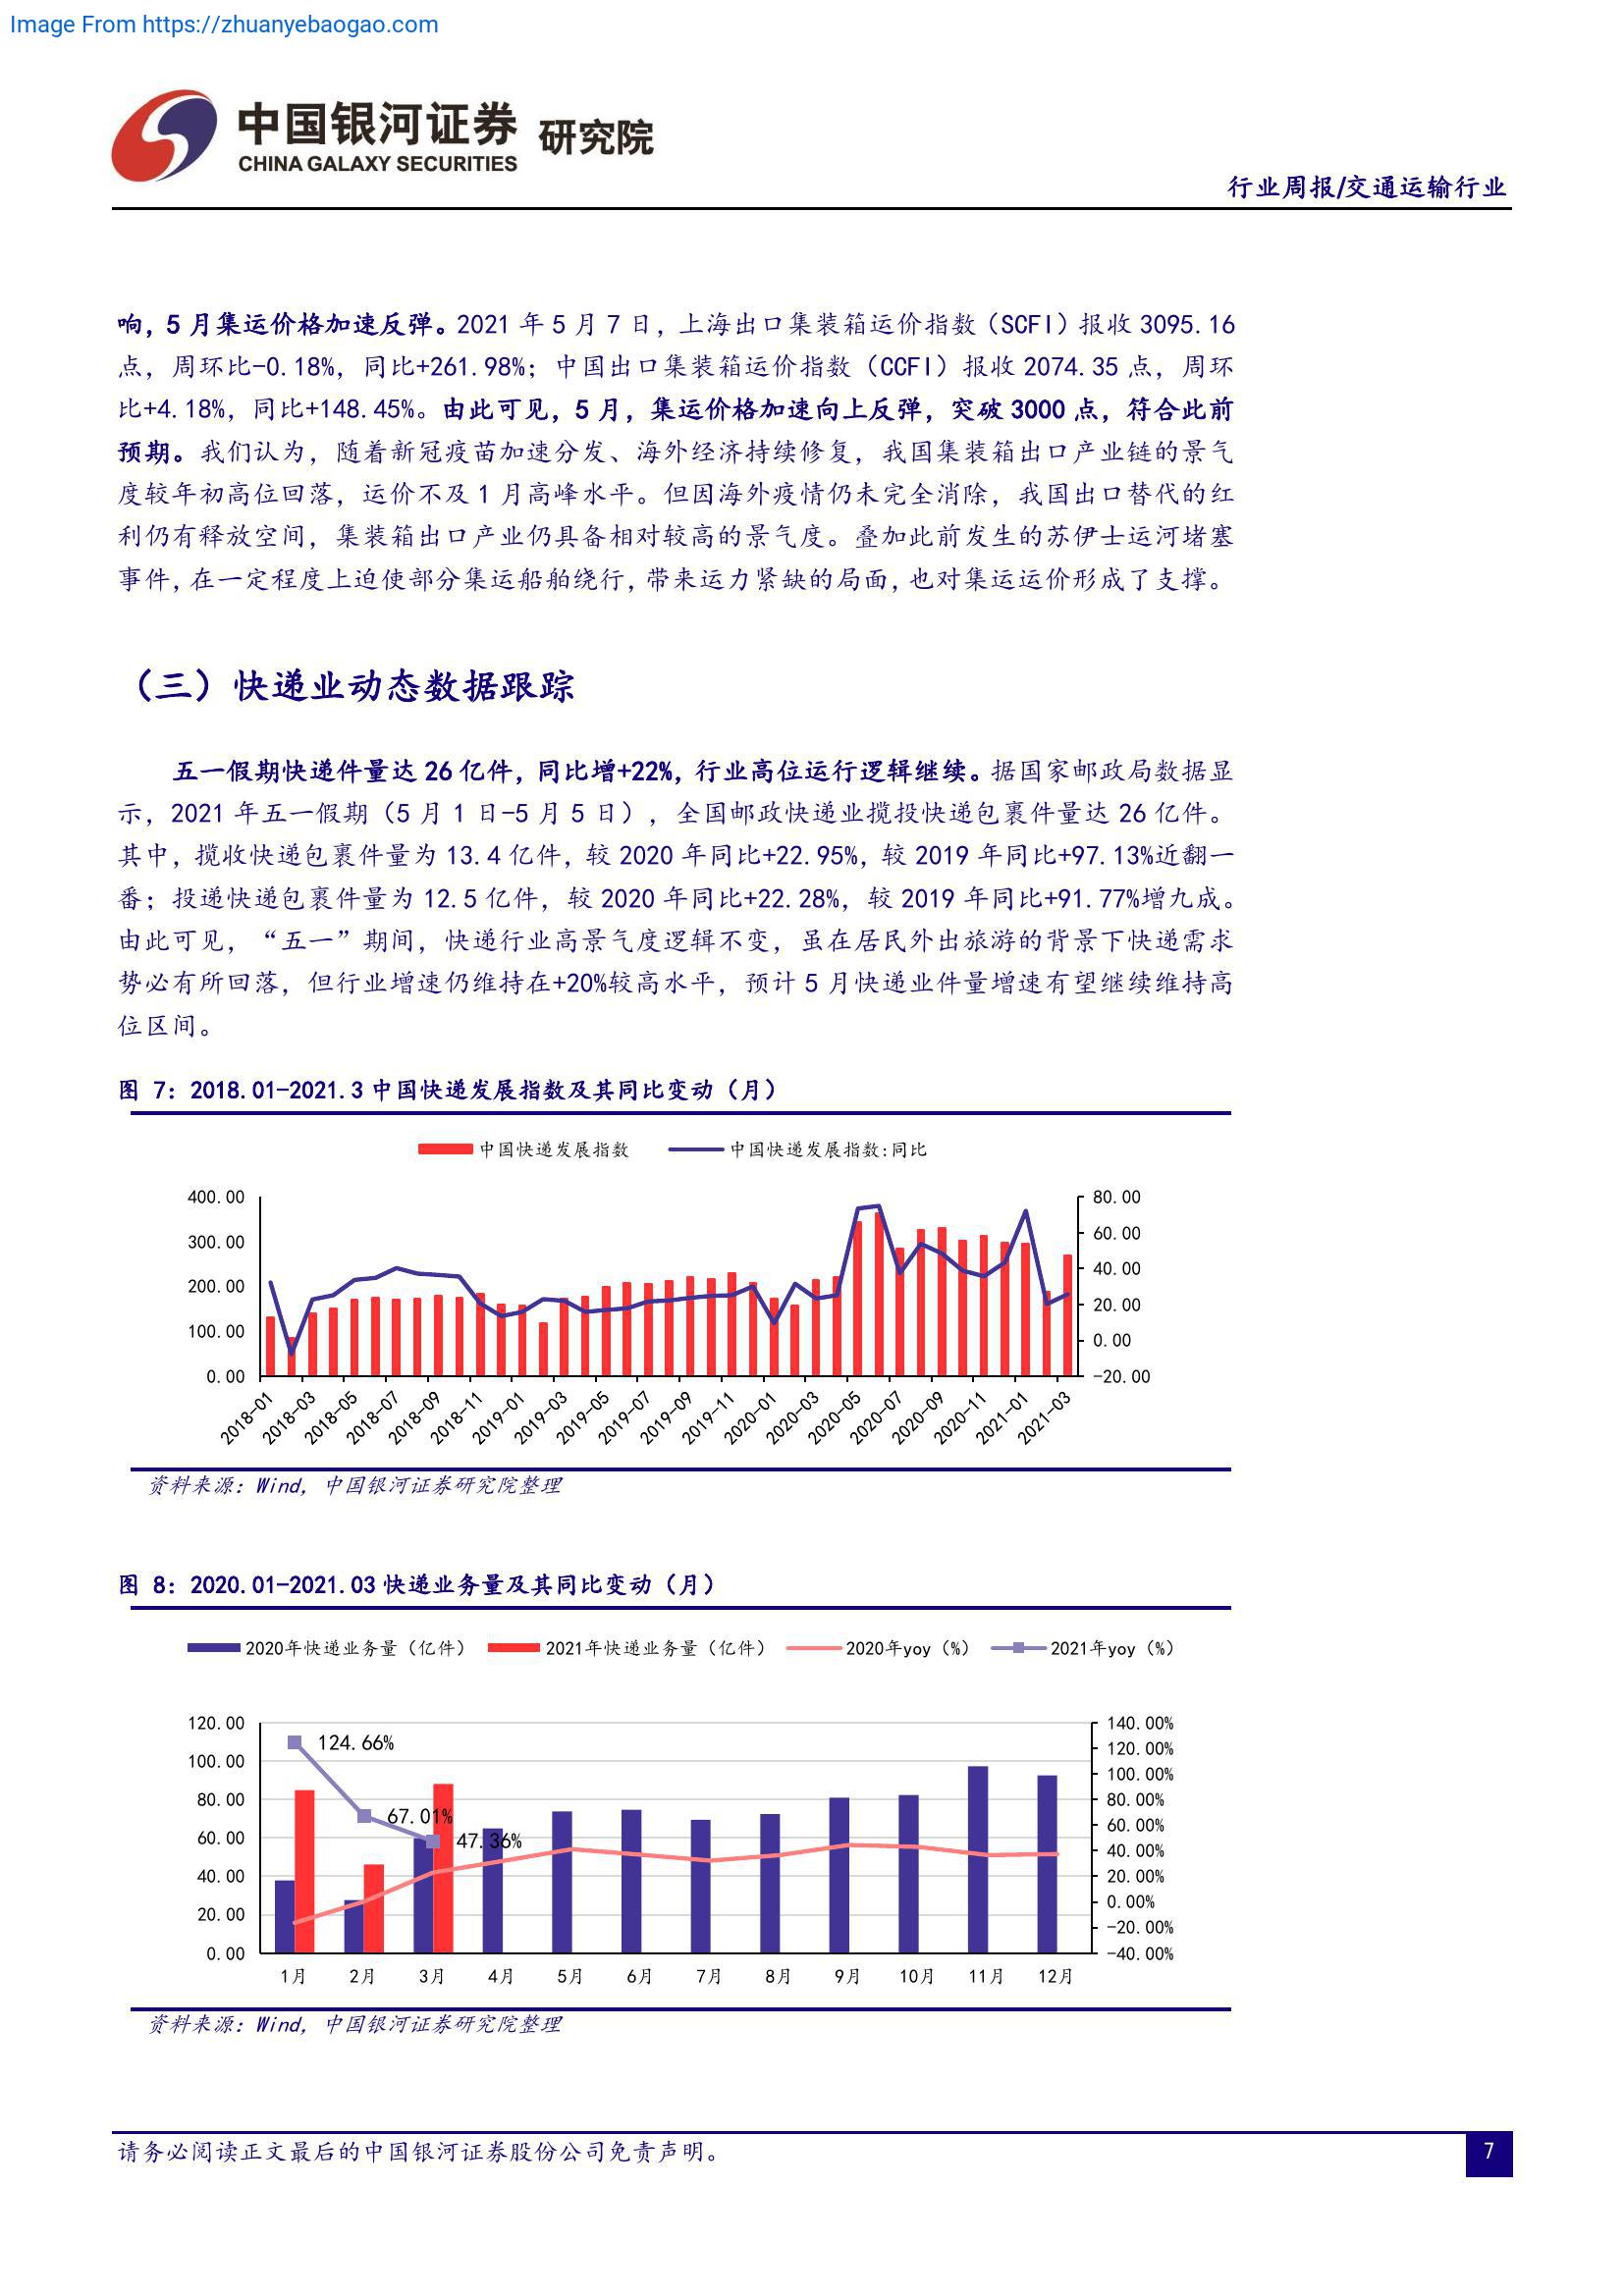 Image From https://zhuanyebaogao.com
中国银河证券 研究院
CHINA GALAXY SECURITIES
行业周报/交通运输行业
响，5 月集运价格加速反弹。2021 年 5 月 7 日，上海出口集装箱运价指数（SCFI）报收 3095.16
点，周环比-0.18%，同比+261.98%；中国出口集装箱运价指数（CCFI）报收 2074.35 点，周环
比+4.18%，同比+148.45%。由此可见，5 月，集运价格加速向上反弹，突破 3000 点，符合此前
预期。我们认为，随着新冠疫苗加速分发、海外经济持续修复，我国集装箱出口产业链的景气
度较年初高位回落，运价不及 1 月高峰水平。但因海外疫情仍未完全消除，我国出口替代的红
利仍有释放空间，集装箱出口产业仍具备相对较高的景气度。叠加此前发生的苏伊士运河堵塞
事件，在一定程度上迫使部分集运船舶绕行，带来运力紧缺的局面，也对集运运价形成了支撑。
（三）快递业动态数据跟踪
五一假期快递件量达 26 亿件，同比增+22%，行业高位运行逻辑继续。据国家邮政局数据显
示，2021 年五一假期（5 月 1 日-5 月 5 日），全国邮政快递业揽投快递包裹件量达 26 亿件。
其中，揽收快递包裹件量为 13.4 亿件，较 2020 年同比+22.95%，较 2019 年同比+97.13%近翻一
番；投递快递包裹件量为 12.5 亿件，较 2020 年同比+22.28%，较 2019 年同比+91.77%增九成。
由此可见，“五一”期间，快递行业高景气度逻辑不变，虽在居民外出旅游的背景下快递需求
势必有所回落，但行业增速仍维持在+20%较高水平，预计 5 月快递业件量增速有望继续维持高
位区间。
图 7：2018.01-2021.3 中国快递发展指数及其同比变动（月）
中国快递发展指数 中国快递发展指数:同比
400.00 80.00
300.00 60.00
200.00 40.00
100.00 20.00
0.00 0.00
-20.00
2018-01 2018-03 2018-05 2018-07 2018-09 2018-11 2019-01 2019-03 2019-05 2019-07 2019-09 2019-11 2020-01 2020-03 2020-05 2020-07 2020-09 2020-11 2021-01 2021-03
资料来源：Wind，中国银河证券研究院整理
图 8：2020.01-2021.03 快递业务量及其同比变动（月）
2020年快递业务量（亿件） 2021年快递业务量（亿件） 2020年yoy（%） 2021年yoy（%）
120.00 140.00%
124.66% 120.00%
100.00 100.00%
80.00 80.00%
67.01% 60.00%
60.00 47.36% 40.00%
40.00 20.00%
20.00 0.00%
-20.00%
0.00 -40.00%
1月 2月 3月 4月 5月 6月 7月 8月 9月 10月 11月 12月
资料来源：Wind，中国银河证券研究院整理
请务必阅读正文最后的中国银河证券股份公司免责声明。
7